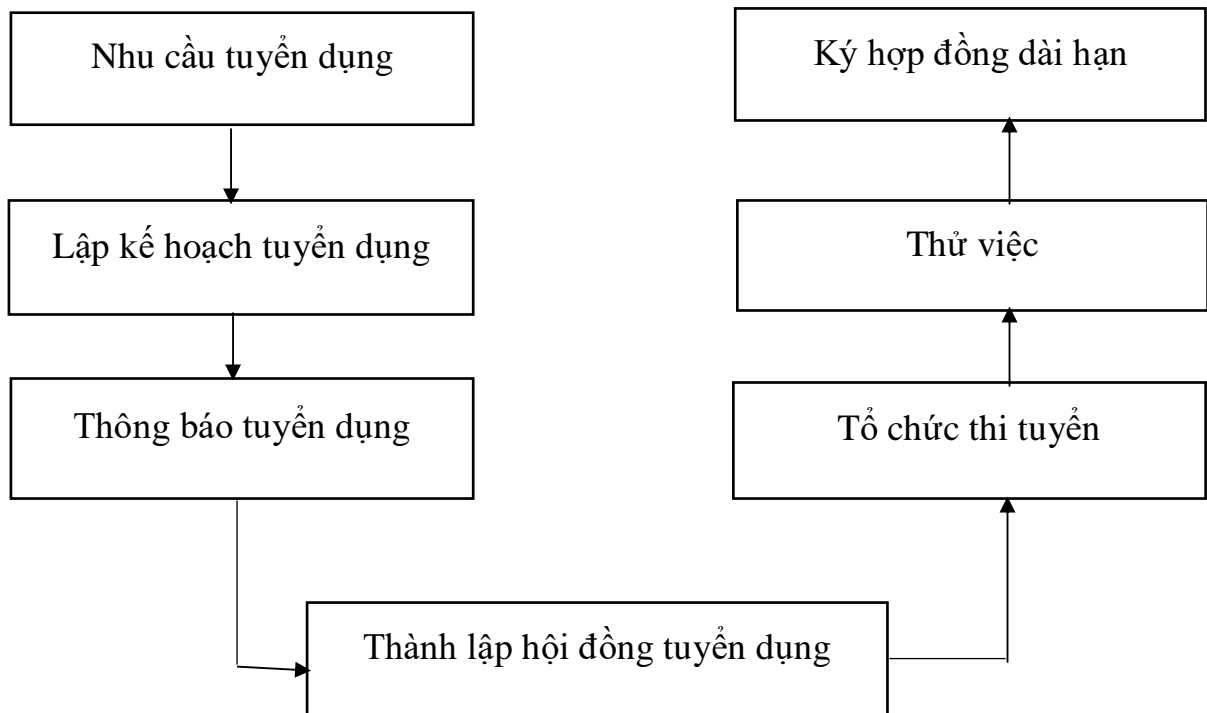 Nhu cầu tuyển dụng
Lập kế hoạch tuyển dụng
Thông báo tuyển dụng
Thành lập hội đồng tuyển dụng
Tổ chức thi tuyển
Thử việc
Ký hợp đồng dài hạn